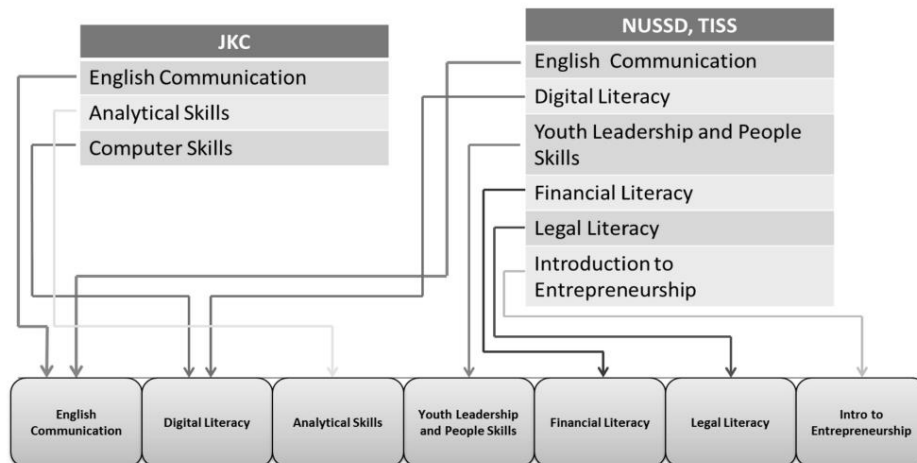 JKC
English Communication
Analytical Skills
Computer Skills
NUSSD, TISS
English Communication
Digital Literacy
Youth Leadership and People
Skills
Financial Literacy
Legal Literacy
Introduction to
Entrepreneurship
English
Communication
Digital Literacy
Analytical Skills
Youth Leadership
and People Skills
Financial Literacy
Legal Literacy
Intro to
Entrepreneurship